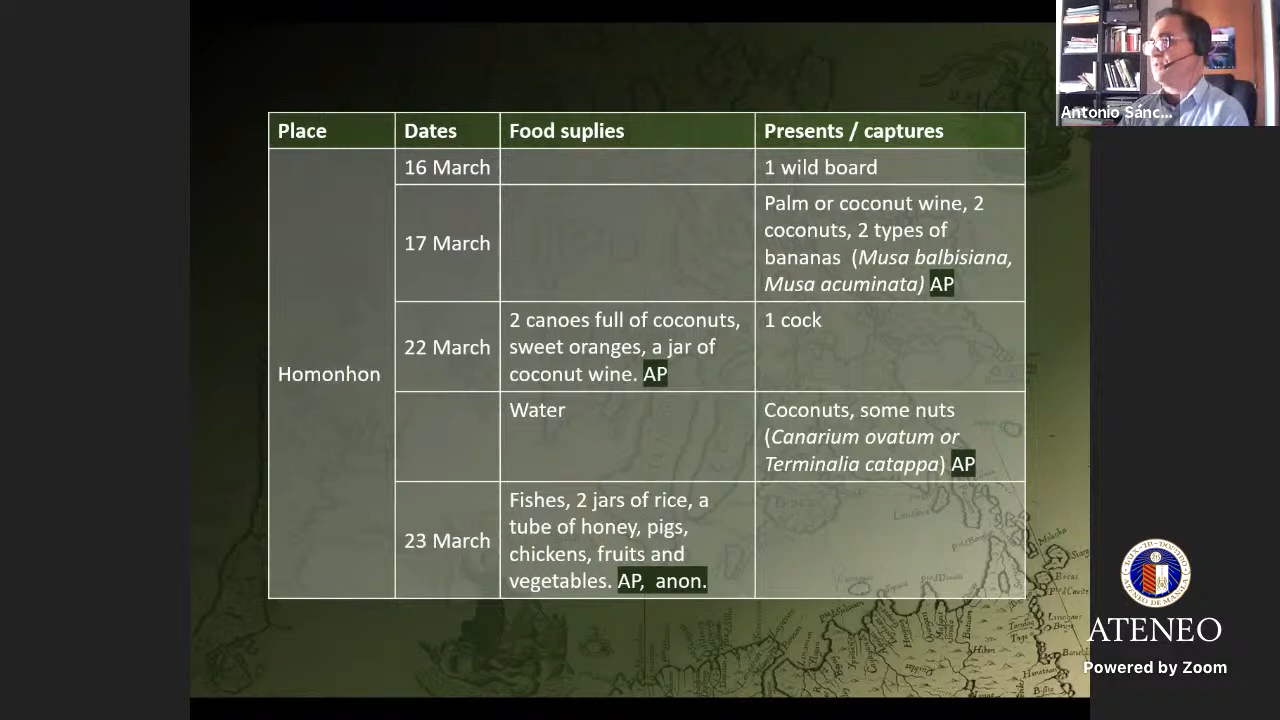 Antonio Sánc...
Place Dates Food suplies Presents / captures
16 March 1 wild board
17 March
Palm or coconut wine, 2
coconuts, 2 types of
bananas (Musa balbisiana,
Musa acuminata) AP
Homonhon
22 March
2 canoes full of coconuts,
sweet oranges, a jar of
coconut wine. AP
1 cock
Water
Coconuts, some nuts
(Canarium ovatum or
Terminalia catappa) AP
23 March
Fishes, 2 jars of rice, a
tube of honey, pigs,
chickens, fruits and
vegetables. AP, anon.
ATENEO
Powered by Zoom